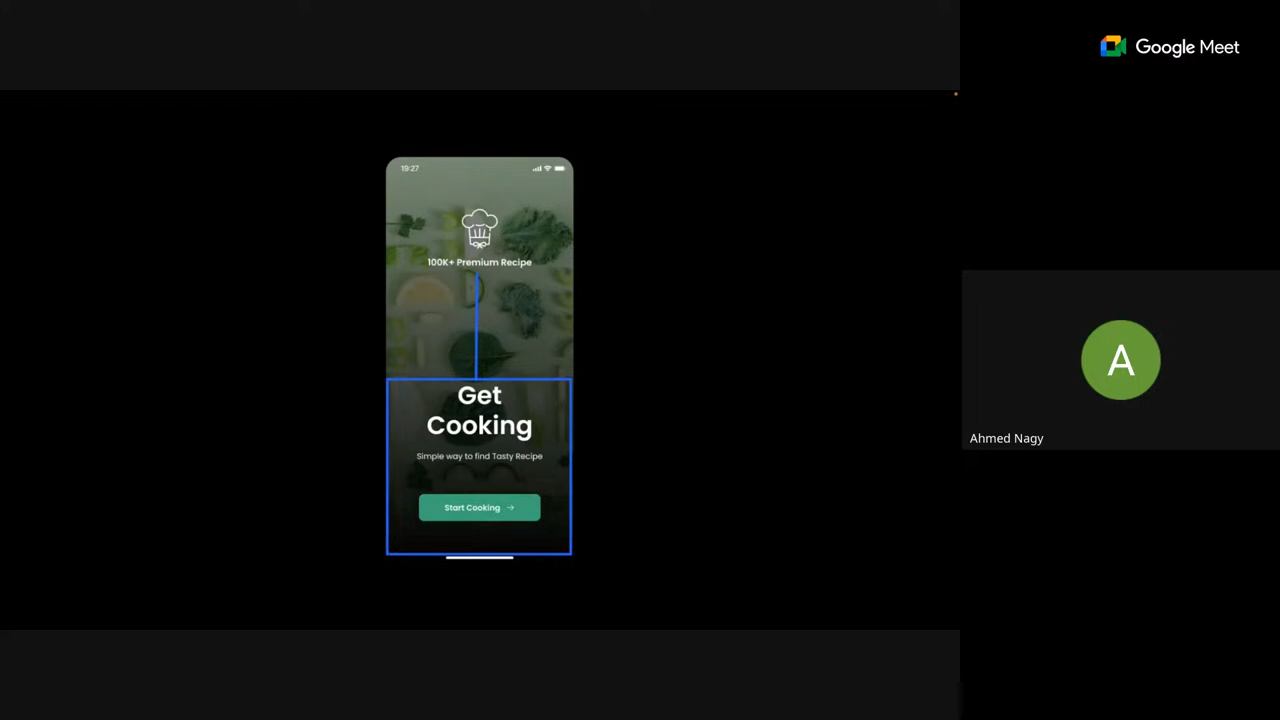 Google Meet
19:27
100K+ Premium Recipe
Get
Cooking
Simple way to find Tasty Recipe
Start Cooking →
A
Ahmed Nagy